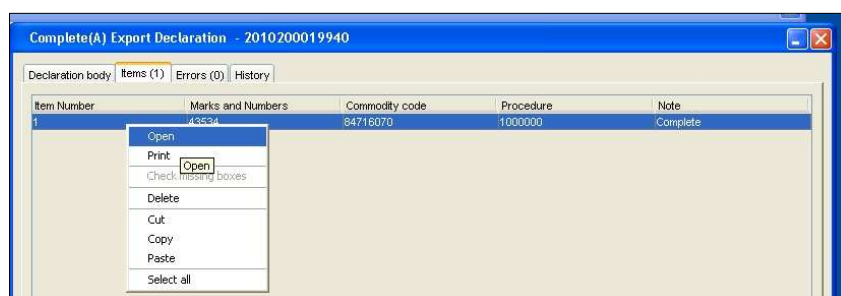 Complete(A) Export Declaration - 2010200019940
Declaration body Items (1) Errors (0) History
Item Number Marks and Numbers Commodity code Procedure Note
1 43534 84716070 1000000 Complete
Open
Print
Open
Check missing boxes
Delete
Cut
Copy
Paste
Select all